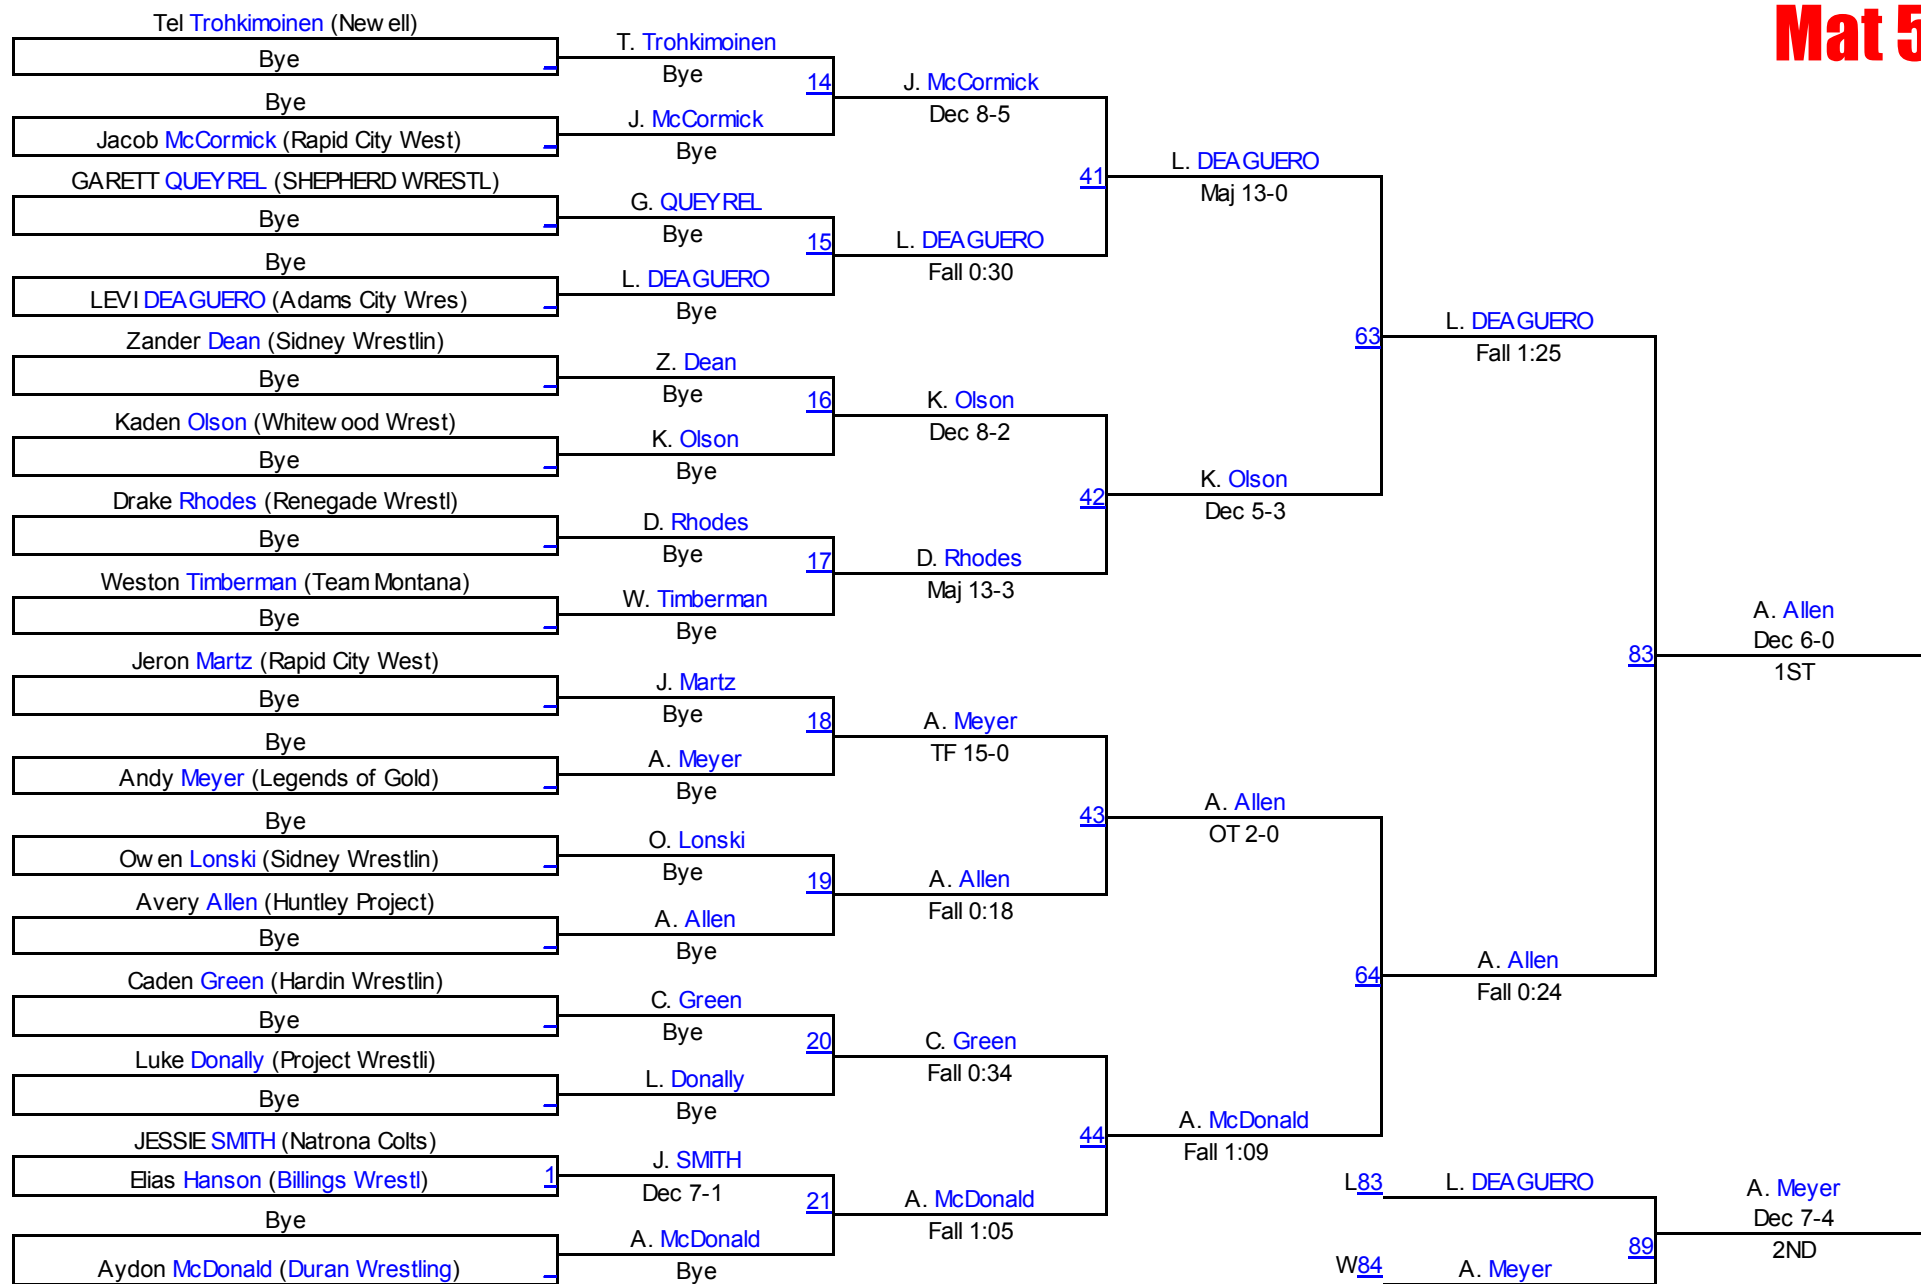 Mat 5
Tel Trohkimoinen (Newell)
Bye
Bye
Jacob McCormick (Rapid City West)
GARETT QUEYREL (SHEPHERD WRESTL)
Bye
Bye
LEVI DEAGUERO (Adams City Wres)
Zander Dean (Sidney Wrestlin)
Bye
Kaden Olson (Whitewood Wrest)
Bye
Drake Rhodes (Renegade Wrestl)
Bye
Weston Timberman (Team Montana)
Bye
Jeron Martz (Rapid City West)
Bye
Bye
Andy Meyer (Legends of Gold)
Bye
Owen Lonski (Sidney Wrestlin)
Avery Allen (Huntley Project)
Bye
Caden Green (Hardin Wrestlin)
Bye
Luke Donally (Project Wrestli)
Bye
JESSIE SMITH (Natrona Colts)
Elias Hanson (Billings Wrestl)
1
Bye
Aydon McDonald (Duran Wrestling)
T. Trohkimoinen
Bye
14
J. McCormick
Bye
G. QUEYREL
Bye
15
L. DEAGUERO
Bye
Z. Dean
Bye
16
K. Olson
Bye
D. Rhodes
Bye
17
W. Timberman
Bye
J. Martz
Bye
18
A. Meyer
Bye
O. Lonski
Bye
19
A. Allen
Bye
C. Green
Bye
20
L. Donally
Bye
J. SMITH
Dec 7-1
21
A. McDonald
Bye
J. McCormick
Dec 8-5
41
L. DEAGUERO
Fall 0:30
K. Olson
Dec 8-2
42
D. Rhodes
Maj 13-3
A. Meyer
TF 15-0
43
A. Allen
Fall 0:18
C. Green
Fall 0:34
44
A. McDonald
Fall 1:05
L. DEAGUERO
Maj 13-0
63
K. Olson
Dec 5-3
A. Allen
OT 2-0
64
A. McDonald
Fall 1:09
L. DEAGUERO
Fall 1:25
83
A. Allen
Fall 0:24
A. Allen
Dec 6-0
1ST
L83
L. DEAGUERO
W84
A. Meyer
89
A. Meyer
Dec 7-4
2ND